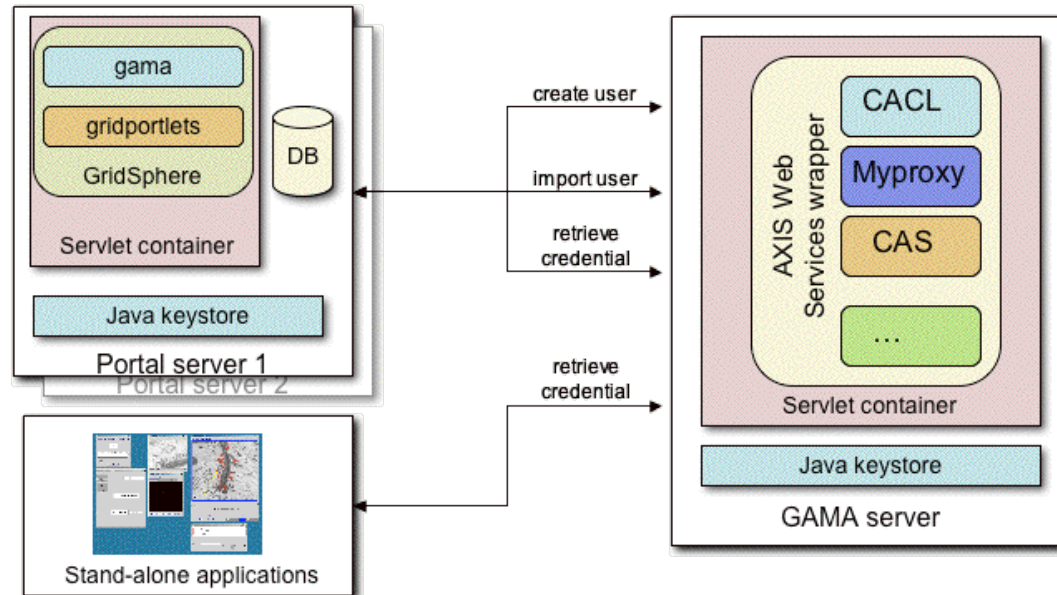 gama
gridportlets
GridSphere
DB
Servlet container
Java keystore
Portal server 1
Portal server 2
Stand-alone applications
create user
import user
retrieve
credential
retrieve
credential
AXIS Web
Services wrapper
CACL
Myproxy
CAS
...
Servlet container
Java keystore
GAMA server